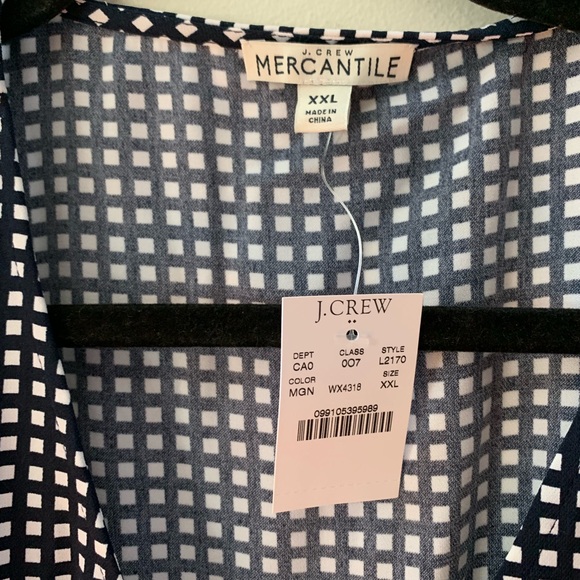 J. CREW
MERCANTILE
XXL
MADE IN
CHINA
J.CREW
DEPT CLASS STYLE
CA0 007 L2170
COLOR SIZE
MGN WX4318 XXL
099105395989